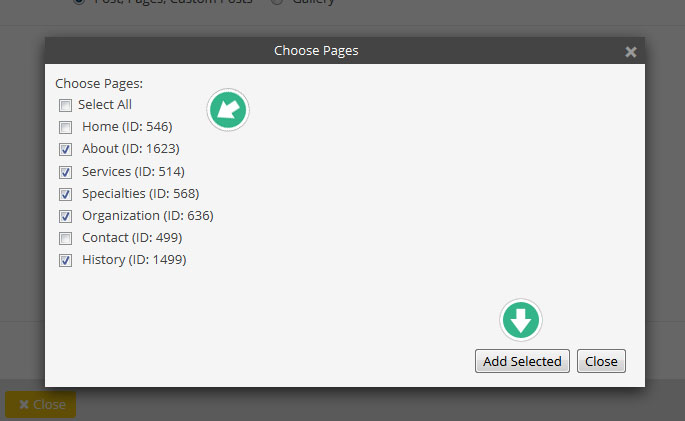 Post, Pages, Custom Posts Gallery
Choose Pages
Choose Pages:
Select All
Home (ID: 546)
About (ID: 1623)
Services (ID: 514)
Specialties (ID: 568)
Organization (ID: 636)
Contact (ID: 499)
History (ID: 1499)
Add Selected Close
Close